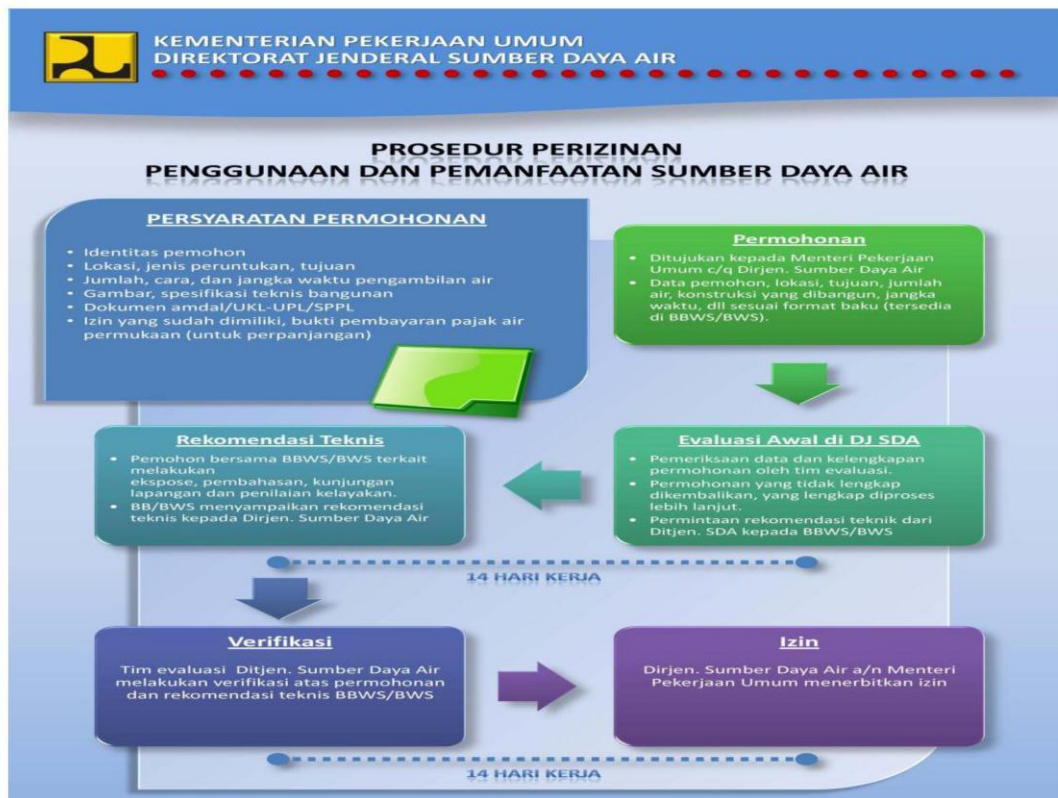 KEMENTERIAN PEKERJAAN UMUM
DIREKTORAT JENDERAL SUMBER DAYA AIR
PROSEDUR PERIZINAN
PENGGUNAAN DAN PEMANFAATAN SUMBER DAYA AIR
PERSYARATAN PERMOHONAN
• Identitas pemohon
• Lokasi, jenis peruntukan, tujuan
• Jumlah, cara, dan jangka waktu pengambilan air
• Gambar, spesifikasi teknis bangunan
• Dokumen amdal/UKL-UPL/SPPL
• Izin yang sudah dimiliki, bukti pembayaran pajak air
permukaan (untuk perpanjangan)
Permohonan
• Ditujukan kepada Menteri Pekerjaan
Umum c/q Dirjen. Sumber Daya Air
• Data pemohon, lokasi, tujuan, jumlah
air, konstruksi yang dibangun, jangka
waktu, dll sesuai format baku (tersedia
di BBWS/BWS).
Evaluasi Awal di DJ SDA
• Pemeriksaan data dan kelengkapan
permohonan oleh tim evaluasi.
• Permohonan yang tidak lengkap
dikembalikan, yang lengkap diproses
lebih lanjut.
• Permintaan rekomendasi teknik dari
Ditjen. SDA kepada BBWS/BWS
Rekomendasi Teknis
• Pemohon bersama BBWS/BWS terkait
melakukan
ekspose, pembahasan, kunjungan
lapangan dan penilaian kelayakan.
• BB/BWS menyampaikan rekomendasi
teknis kepada Dirjen. Sumber Daya Air
14 HARI KERJA
Verifikasi
Tim evaluasi Ditjen. Sumber Daya Air
melakukan verifikasi atas permohonan
dan rekomendasi teknis BBWS/BWS
Izin
Dirjen. Sumber Daya Air a/n Menteri
Pekerjaan Umum menerbitkan izin
14 HARI KERJA